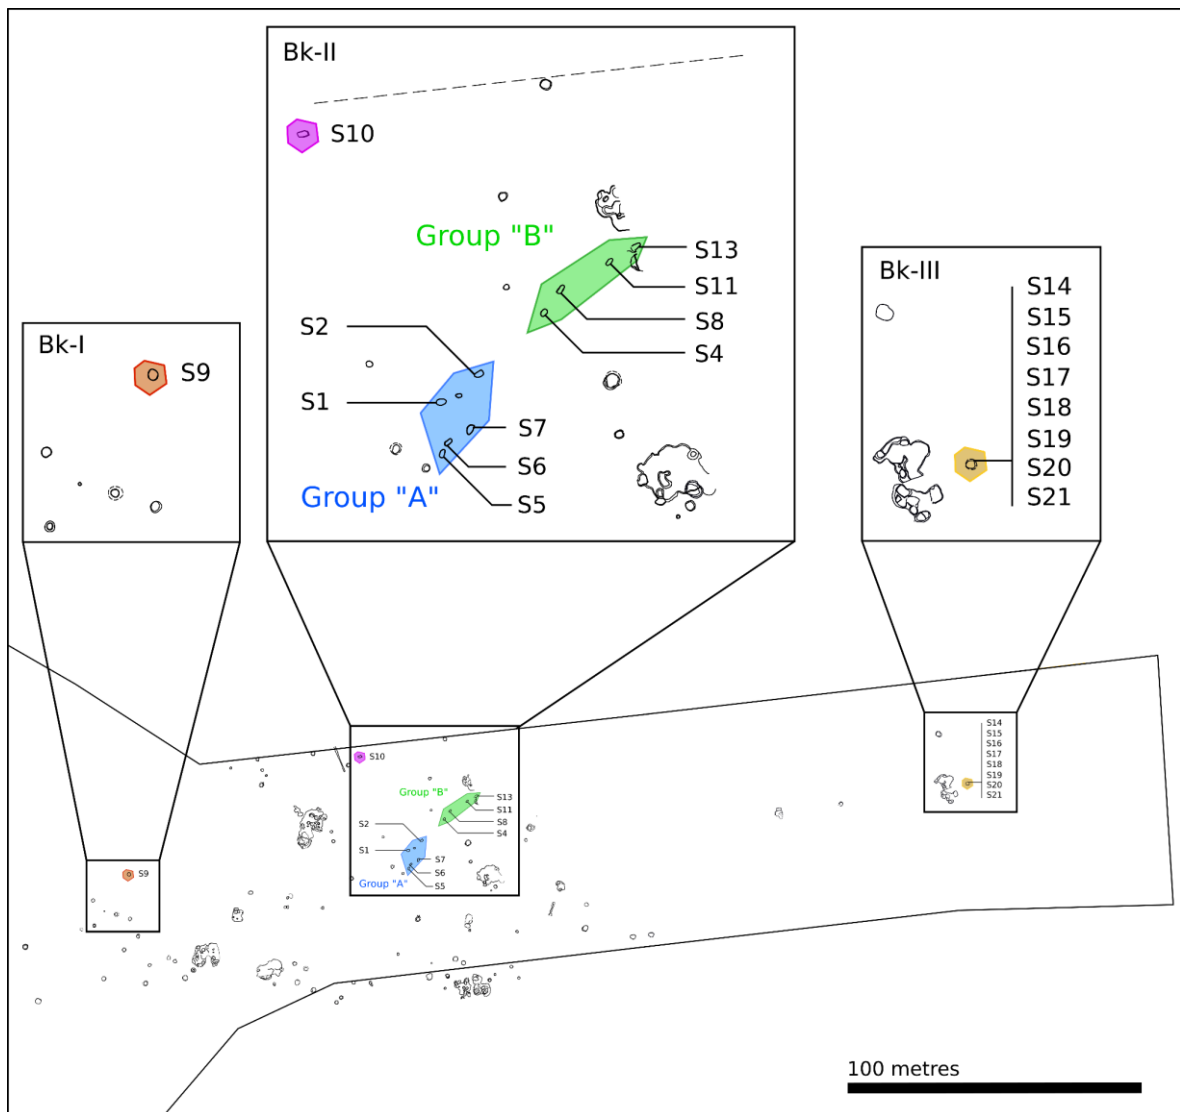 Bk-II
S10
Group "B"
S13
S11
S8
S4
S2
S1
S7
S6
S5
Group "A"
Bk-I
S9
Bk-III
S14
S15
S16
S17
S18
S19
S20
S21
S10
Group "B"
S13
S11
S8
S4
S2
S1
S7
S6
S5
Group "A"
S9
S14
S15
S16
S17
S18
S19
S20
S21
100 metres